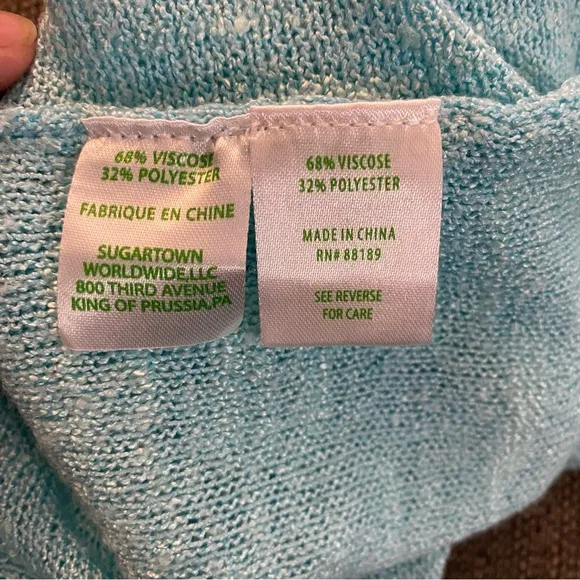 68% VISCOSE
32% POLYESTER
FABRIQUE EN CHINE
SUGARTOWN
WORLDWIDE,LLC
800 THIRD AVENUE
KING OF PRUSSIA,PA
68% VISCOSE
32% POLYESTER
MADE IN CHINA
RN# 88189
SEE REVERSE
FOR CARE